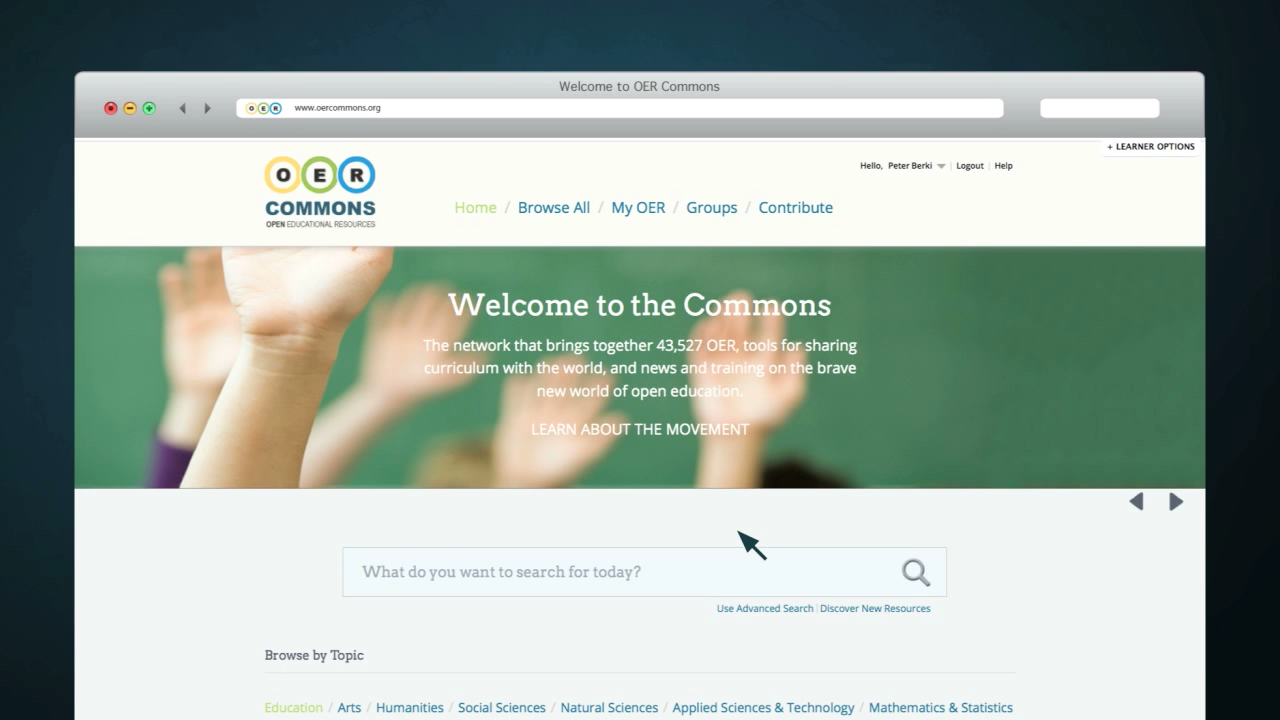 Welcome to OER Commons
OER www.oercommons.org
+ LEARNER OPTIONS
Hello, Peter Berki | Logout | Help
OER
COMMONS
OPEN EDUCATIONAL RESOURCES
Home / Browse All / My OER / Groups / Contribute
Welcome to the Commons
The network that brings together 43,527 OER, tools for sharing
curriculum with the world, and news and training on the brave
new world of open education.
LEARN ABOUT THE MOVEMENT
What do you want to search for today?
Use Advanced Search | Discover New Resources
Browse by Topic
Education / Arts / Humanities / Social Sciences / Natural Sciences / Applied Sciences & Technology / Mathematics & Statistics